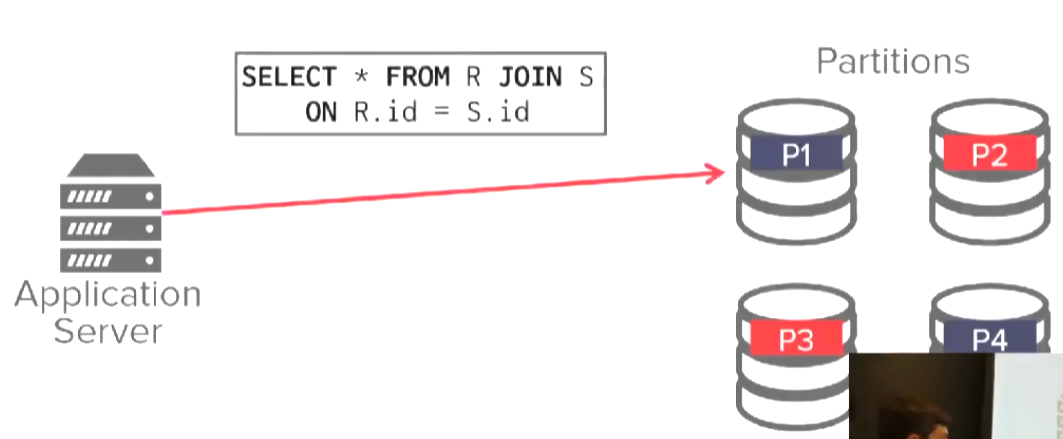 SELECT * FROM R JOIN S
ON R.id = S.id
Partitions
P1
P2
Application
Server
P3
P4